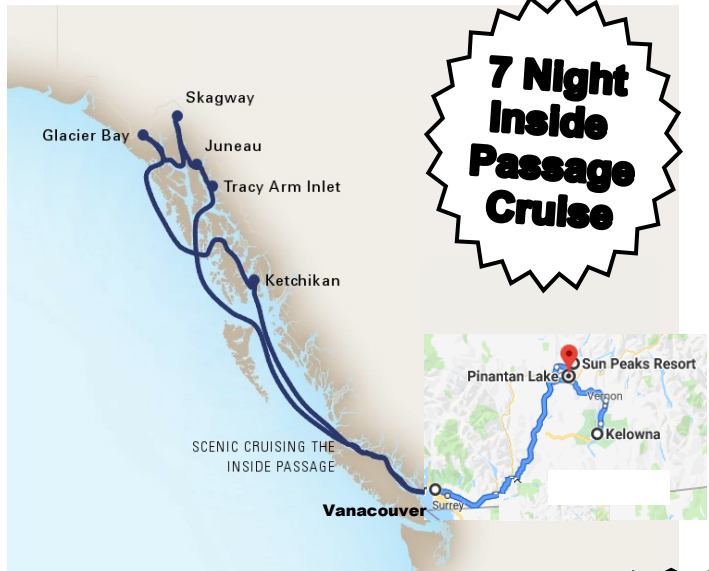 7 Night
Inside
Passage
Cruise
Skagway
Glacier Bay
Juneau
Tracy Arm Inlet
Ketchikan
SCENIC CRUISING THE
INSIDE PASSAGE
Vanacouver
Sun Peaks Resort
Pinantan Lake
Vernon
Kelowna
Surrey